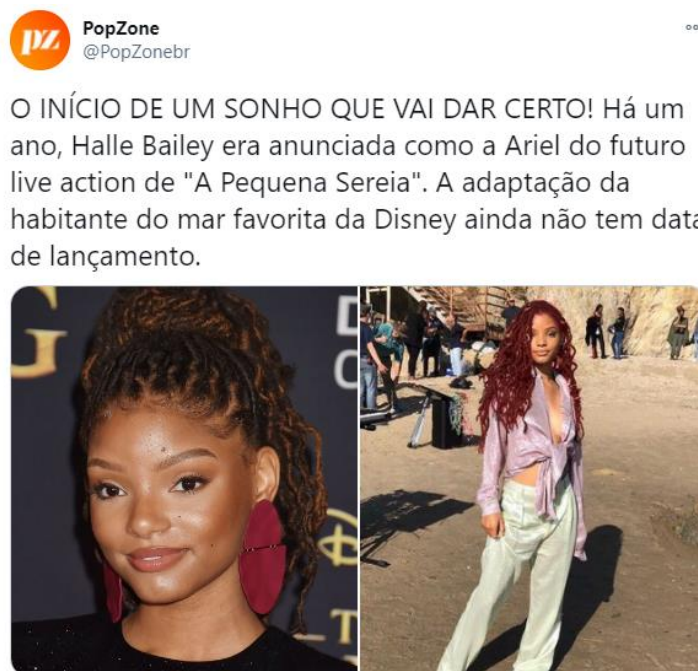 pz
PopZone
@PopZonebr
O INÍCIO DE UM SONHO QUE VAI DAR CERTO! Há um
ano, Halle Bailey era anunciada como a Ariel do futuro
live action de "A Pequena Sereia". A adaptação da
habitante do mar favorita da Disney ainda não tem data
de lançamento.
G